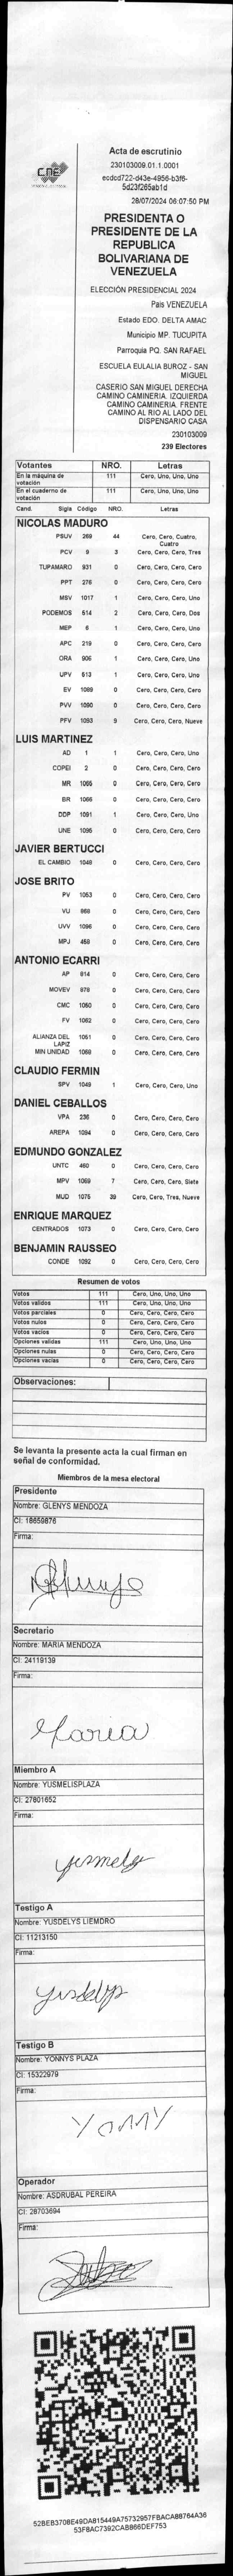 Acta de escrutinio
230103009.01.1.0001
ecdcd722-d43e-4956-b3f6-
5d23f265ab1d
28/07/2024 06:07:50 PM
CNE
PRESIDENTA O
PRESIDENTE DE LA
REPUBLICA
BOLIVARIANA DE
VENEZUELA
ELECCIÓN PRESIDENCIAL 2024
Pais VENEZUELA
Estado EDO. DELTA AMAC
Municipio MP. TUCUPITA
Parroquia PQ. SAN RAFAEL
ESCUELA EULALIA BUROZ - SAN
MIGUEL
CASERIO SAN MIGUEL DERECHA
CAMINO CAMINERIA. IZQUIERDA
CAMINO CAMINERIA. FRENTE
CAMINO AL RIO AL LADO DEL
DISPENSARIO CASA
230103009
239 Electores
Votantes NRO. Letras
En la máquina de votación 111 Cero, Uno, Uno, Uno
En el cuaderno de votación 111 Cero, Uno, Uno, Uno
Cand. Sigla Código NRO. Letras
NICOLAS MADURO
PSUV 269 44 Cero, Cero, Cuatro, Cuatro
PCV 9 3 Cero, Cero, Cero, Tres
TUPAMARO 931 0 Cero, Cero, Cero, Cero
PPT 276 0 Cero, Cero, Cero, Cero
MSV 1017 1 Cero, Cero, Cero, Uno
PODEMOS 514 2 Cero, Cero, Cero, Dos
MEP 6 1 Cero, Cero, Cero, Uno
APC 219 0 Cero, Cero, Cero, Cero
ORA 906 1 Cero, Cero, Cero, Uno
UPV 513 1 Cero, Cero, Cero, Uno
EV 1089 0 Cero, Cero, Cero, Cero
PVV 1090 0 Cero, Cero, Cero, Cero
PFV 1093 9 Cero, Cero, Cero, Nueve
LUIS MARTINEZ
AD 1 1 Cero, Cero, Cero, Uno
COPEI 2 0 Cero, Cero, Cero, Cero
MR 1065 0 Cero, Cero, Cero, Cero
BR 1066 0 Cero, Cero, Cero, Cero
DDP 1091 1 Cero, Cero, Cero, Uno
UNE 1095 0 Cero, Cero, Cero, Cero
JAVIER BERTUCCI
EL CAMBIO 1048 0 Cero, Cero, Cero, Cero
JOSE BRITO
PV 1053 0 Cero, Cero, Cero, Cero
VU 868 0 Cero, Cero, Cero, Cero
UVV 1096 0 Cero, Cero, Cero, Cero
MPJ 458 0 Cero, Cero, Cero, Cero
ANTONIO ECARRI
AP 814 0 Cero, Cero, Cero, Cero
MOVEV 878 0 Cero, Cero, Cero, Cero
CMC 1050 0 Cero, Cero, Cero, Cero
FV 1062 0 Cero, Cero, Cero, Cero
ALIANZA DEL LAPIZ 1051 0 Cero, Cero, Cero, Cero
MIN UNIDAD 1058 0 Cero, Cero, Cero, Cero
CLAUDIO FERMIN
SPV 1049 1 Cero, Cero, Cero, Uno
DANIEL CEBALLOS
VPA 236 0 Cero, Cero, Cero, Cero
AREPA 1094 0 Cero, Cero, Cero, Cero
EDMUNDO GONZALEZ
UNTC 460 0 Cero, Cero, Cero, Cero
MPV 1069 7 Cero, Cero, Cero, Siete
MUD 1075 39 Cero, Cero, Tres, Nueve
ENRIQUE MARQUEZ
CENTRADOS 1073 0 Cero, Cero, Cero, Cero
BENJAMIN RAUSSEO
CONDE 1092 0 Cero, Cero, Cero, Cero
Resumen de votos
Votos 111 Cero, Uno, Uno, Uno
Votos validos 111 Cero, Uno, Uno, Uno
Votos parciales 0 Cero, Cero, Cero, Cero
Votos nulos 0 Cero, Cero, Cero, Cero
Votos vacios 0 Cero, Cero, Cero, Cero
Opciones validas 111 Cero, Uno, Uno, Uno
Opciones nulas 0 Cero, Cero, Cero, Cero
Opciones vacias 0 Cero, Cero, Cero, Cero
Observaciones:
Se levanta la presente acta la cual firman en
señal de conformidad.
Miembros de la mesa electoral
Presidente
Nombre: GLENYS MENDOZA
CI: 18659876
Firma:
Secretario
Nombre: MARIA MENDOZA
CI: 24119139
Firma:
Maria
Miembro A
Nombre: YUSMELISPLAZA
CI: 27801652
Firma:
Testigo A
Nombre: YUSDELYS LIEMDRO
CI: 11213150
Firma:
Testigo B
Nombre: YONNYS PLAZA
CI: 15322979
Firma:
Operador
Nombre: ASDRUBAL PEREIRA
CI: 28703694
Firma:
52BEB3708E49DA815449A75732957FBACA88764A36
53F8AC7392CAB866DEF753